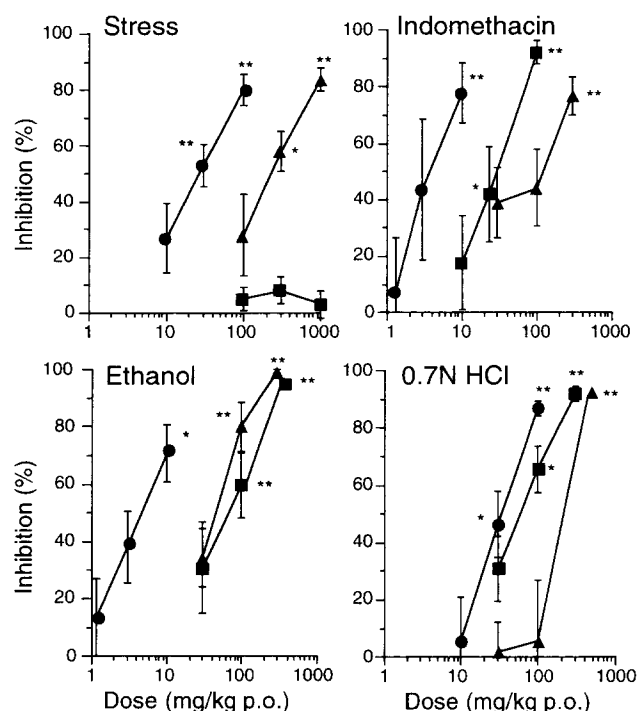 Stress
Indomethacin
Inhibition (%)
100
80
60
40
20
0
** ** ** *
1 10 100 1000
100
80
60
40
20
0
** ** * **
1 10 100 1000
Ethanol
0.7N HCl
Inhibition (%)
100
80
60
40
20
0
* ** ** ** **
1 10 100 1000
Dose (mg/kg p.o.)
100
80
60
40
20
0
** ** ** * *
1 10 100 1000
Dose (mg/kg p.o.)